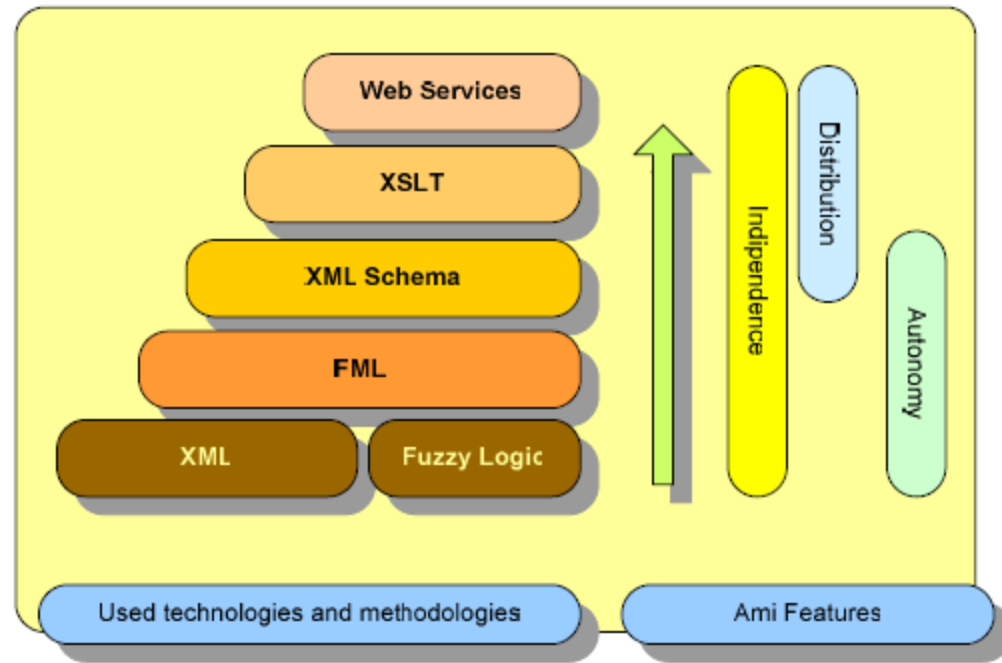 Web Services
XSLT
XML Schema
FML
XML
Fuzzy Logic
Indipendence
Distribution
Autonomy
Used technologies and methodologies
Ami Features